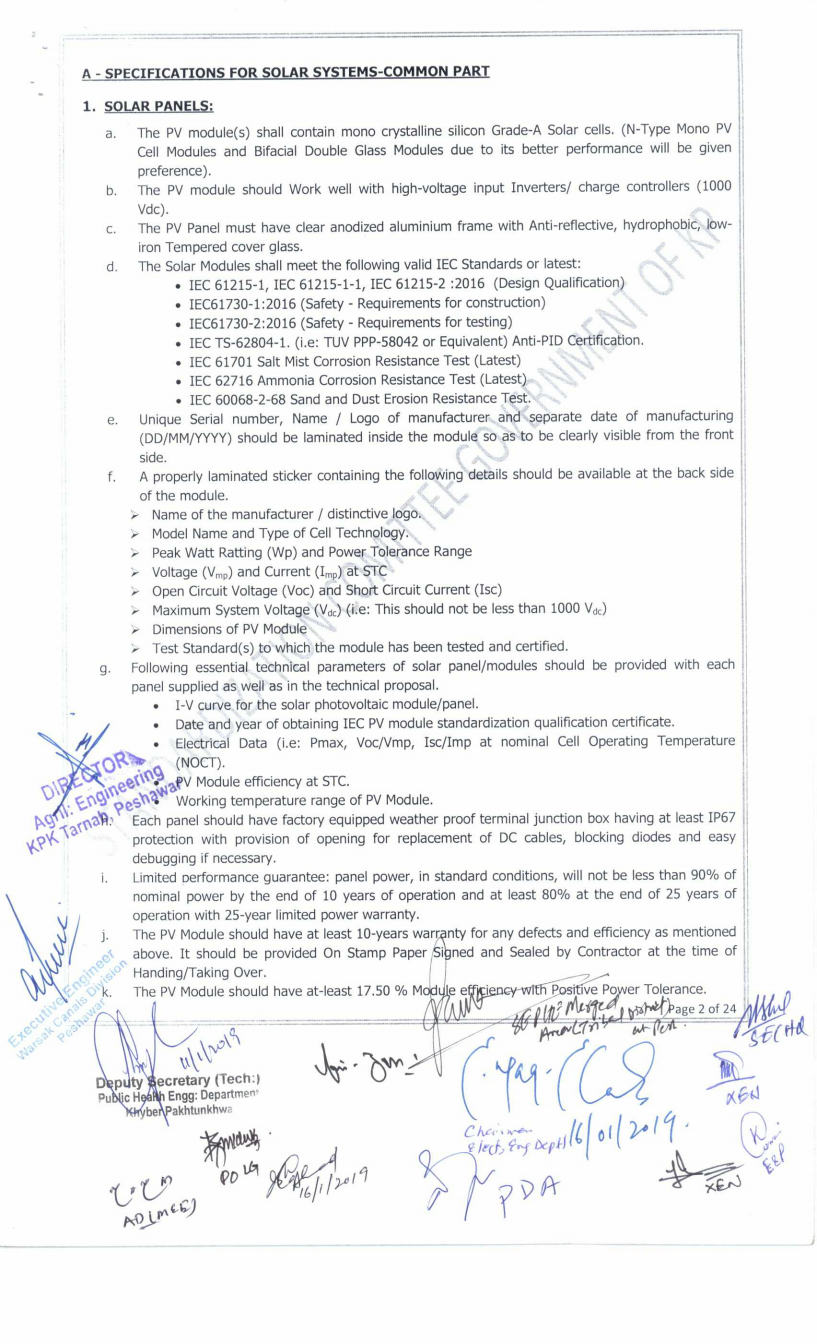 A - SPECIFICATIONS FOR SOLAR SYSTEMS-COMMON PART
1. SOLAR PANELS:
a. The PV module(s) shall contain mono crystalline silicon Grade-A Solar cells. (N-Type Mono PV
Cell Modules and Bifacial Double Glass Modules due to its better performance will be given
preference).
b. The PV module should Work well with high-voltage input Inverters/ charge controllers (1000
Vdc).
c. The PV Panel must have clear anodized aluminium frame with Anti-reflective, hydrophobic, low-
iron Tempered cover glass.
d. The Solar Modules shall meet the following valid IEC Standards or latest:
• IEC 61215-1, IEC 61215-1-1, IEC 61215-2 :2016 (Design Qualification)
• IEC61730-1:2016 (Safety - Requirements for construction)
• IEC61730-2:2016 (Safety - Requirements for testing)
• IEC TS-62804-1. (i.e: TUV PPP-58042 or Equivalent) Anti-PID Certification.
• IEC 61701 Salt Mist Corrosion Resistance Test (Latest)
• IEC 62716 Ammonia Corrosion Resistance Test (Latest)
• IEC 60068-2-68 Sand and Dust Erosion Resistance Test.
e. Unique Serial number, Name / Logo of manufacturer and separate date of manufacturing
(DD/MM/YYYY) should be laminated inside the module so as to be clearly visible from the front
side.
f. A properly laminated sticker containing the following details should be available at the back side
of the module.
➢ Name of the manufacturer / distinctive logo.
➢ Model Name and Type of Cell Technology.
➢ Peak Watt Ratting (Wp) and Power Tolerance Range
➢ Voltage (Vmp) and Current (Imp) at STC
➢ Open Circuit Voltage (Voc) and Short Circuit Current (Isc)
➢ Maximum System Voltage (Vdc) (i.e: This should not be less than 1000 Vdc)
➢ Dimensions of PV Module
➢ Test Standard(s) to which the module has been tested and certified.
g. Following essential technical parameters of solar panel/modules should be provided with each
panel supplied as well as in the technical proposal.
• I-V curve for the solar photovoltaic module/panel.
• Date and year of obtaining IEC PV module standardization qualification certificate.
• Electrical Data (i.e: Pmax, Voc/Vmp, Isc/Imp at nominal Cell Operating Temperature
(NOCT).
• PV Module efficiency at STC.
• Working temperature range of PV Module.
h. Each panel should have factory equipped weather proof terminal junction box having at least IP67
protection with provision of opening for replacement of DC cables, blocking diodes and easy
debugging if necessary.
i. Limited performance guarantee: panel power, in standard conditions, will not be less than 90% of
nominal power by the end of 10 years of operation and at least 80% at the end of 25 years of
operation with 25-year limited power warranty.
j. The PV Module should have at least 10-years warranty for any defects and efficiency as mentioned
above. It should be provided On Stamp Paper Signed and Sealed by Contractor at the time of
Handing/Taking Over.
k. The PV Module should have at-least 17.50 % Module efficiency with Positive Power Tolerance.
Page 2 of 24
STANDARDIZATION COMMITTEE GOVERNMENT OF KP
DIRECTOR
Agril: Engineering
KPK Tarnab, Peshawar
Executive Engineer
Warsak Canals Division
Peshawar
11/1/2019
Deputy Secretary (Tech:)
Public Health Engg: Department
Khyber Pakhtunkhwa
Merged
SECHQ
XEN
Chairman
Elect, Eng Deptt 16/01/2019.
E&P
PO LG
16/1/2019
PDA
XEN